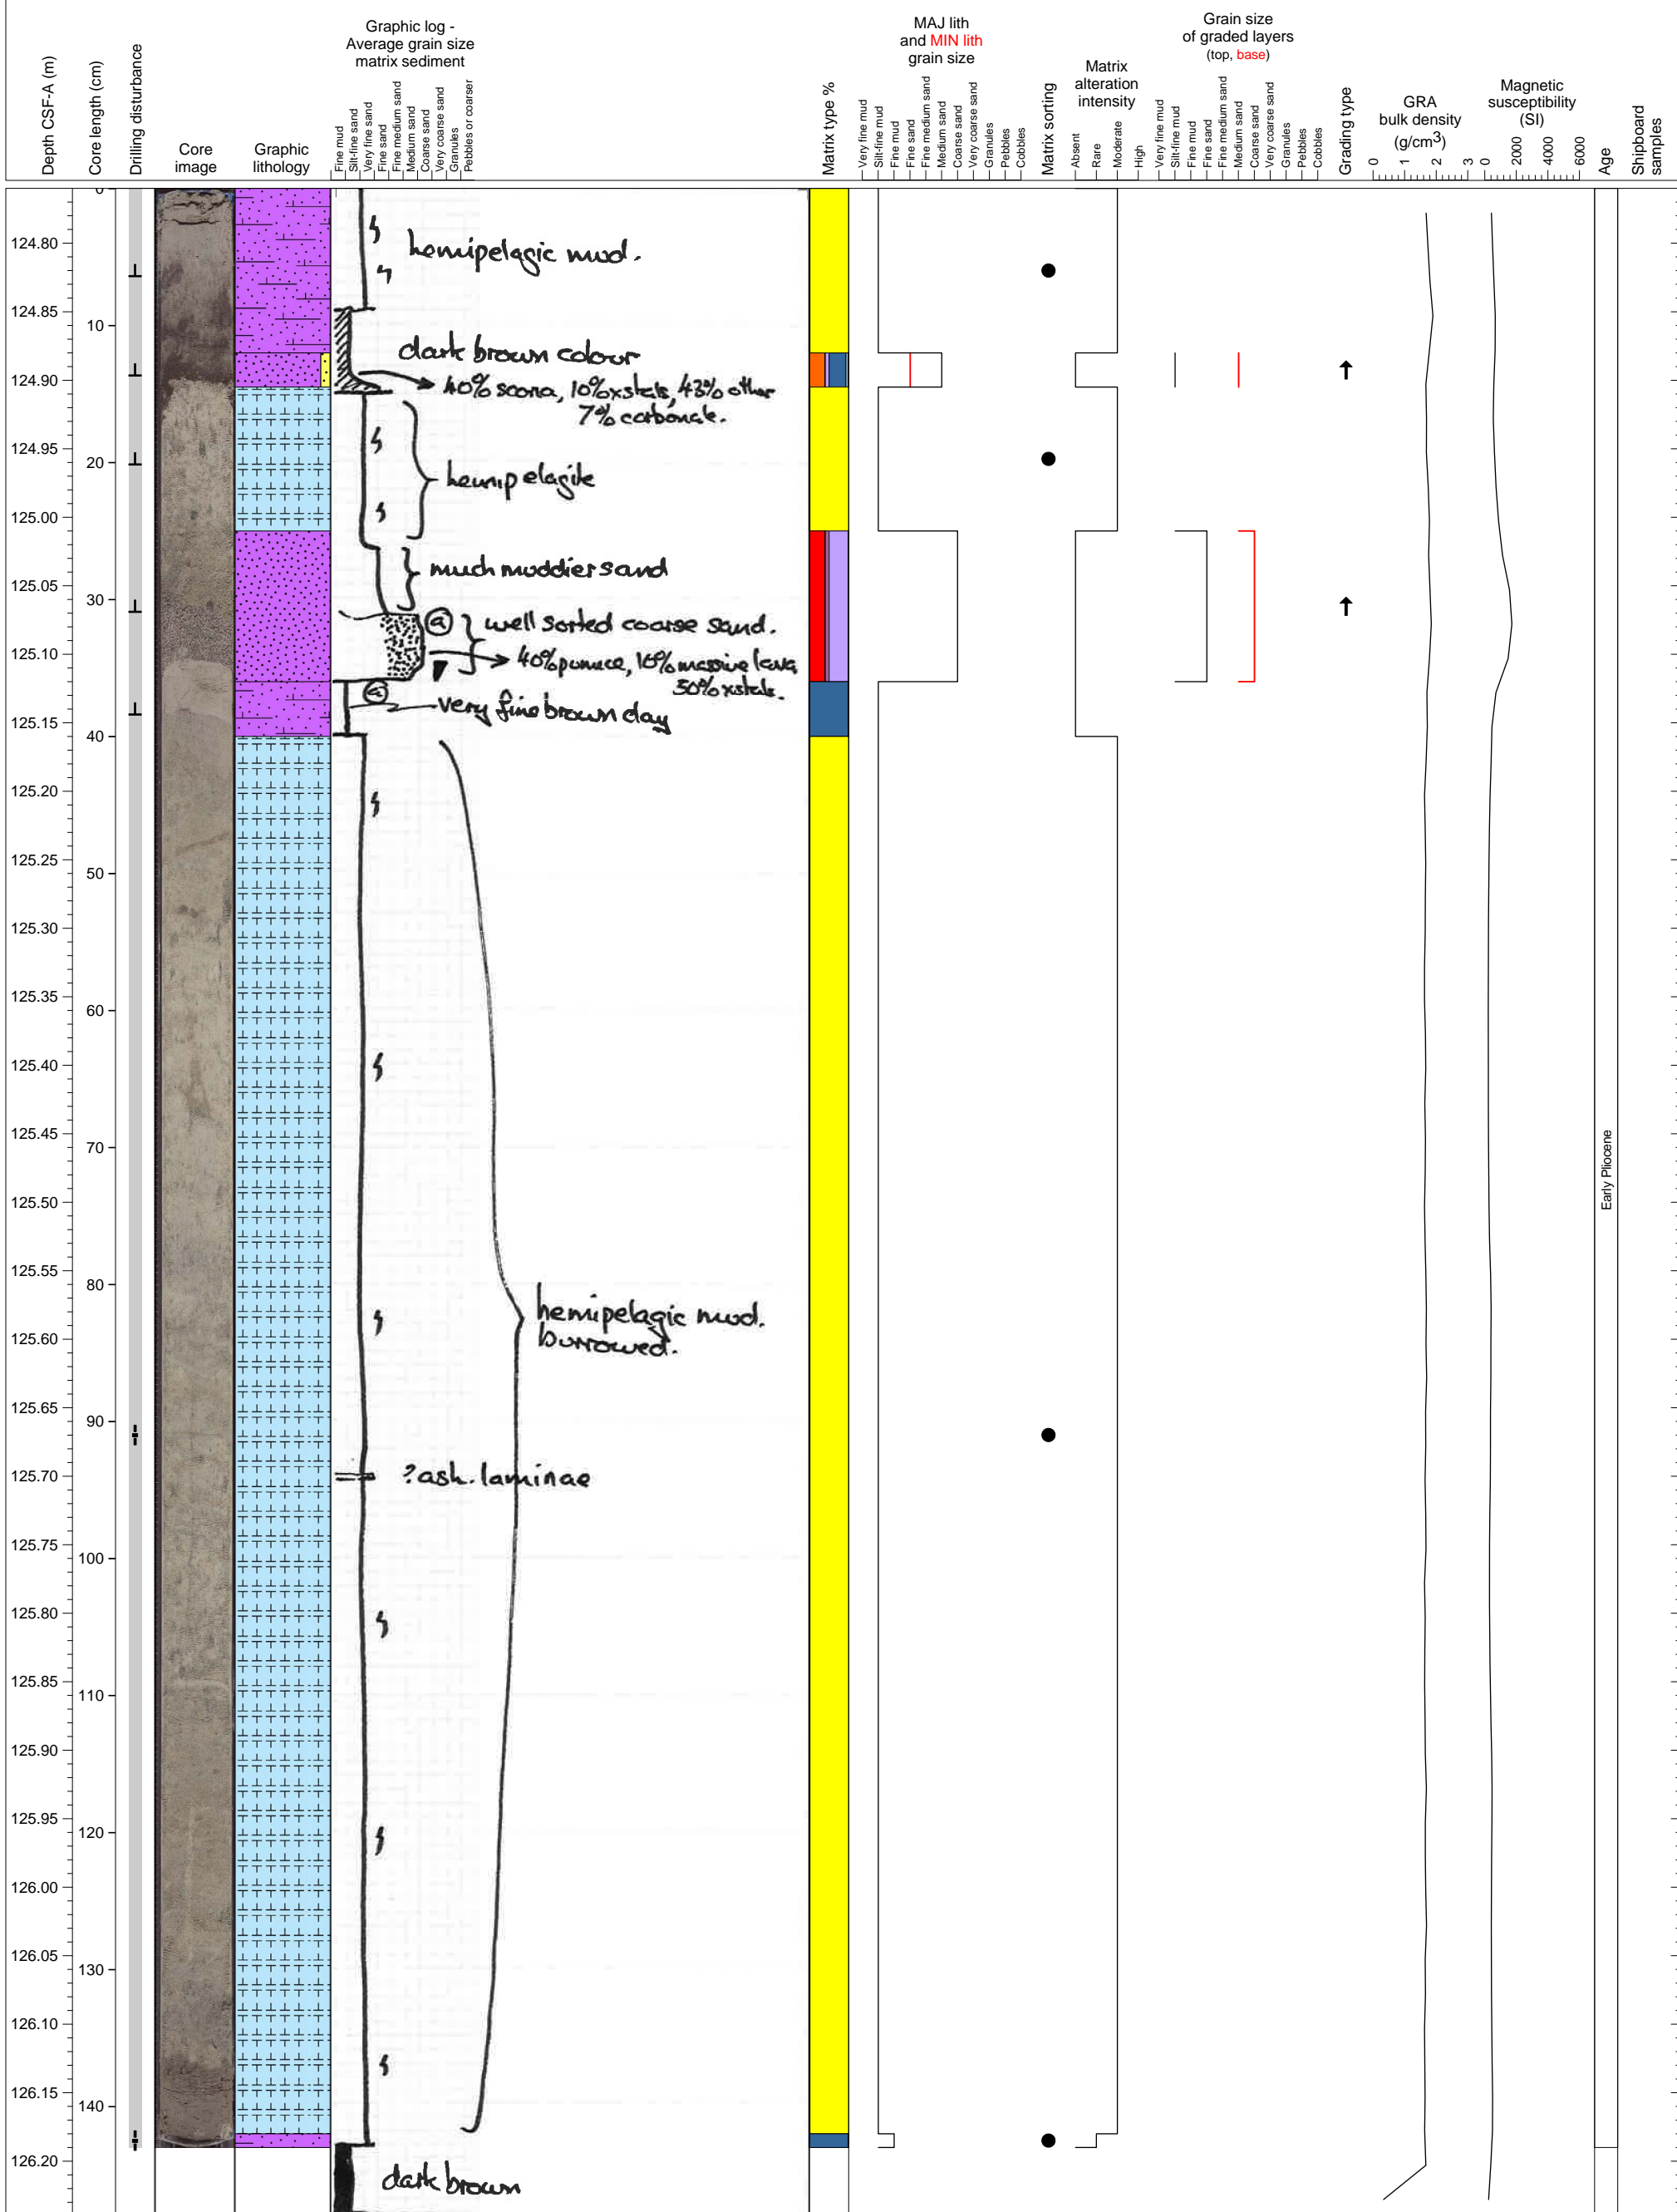 Depth CSF-A (m)
Core length (cm)
Drilling disturbance
Core
image
Graphic
lithology
Graphic log -
Average grain size
matrix sediment
Fine mud
Silt-fine sand
Very fine sand
Fine sand
Fine medium sand
Medium sand
Coarse sand
Very coarse sand
Granules
Pebbles or coarser
Matrix type %
MAJ lith
and MIN lith
grain size
Very fine mud
Silt-fine mud
Fine mud
Fine sand
Fine medium sand
Medium sand
Coarse sand
Very coarse sand
Granules
Pebbles
Cobbles
Matrix sorting
Matrix
alteration
intensity
Absent
Rare
Moderate
High
Grain size
of graded layers
(top, base)
Very fine mud
Silt-fine mud
Fine mud
Fine sand
Fine medium sand
Medium sand
Coarse sand
Very coarse sand
Granules
Pebbles
Cobbles
Grading type
GRA
bulk density
(g/cm3)
0 1 2 3
Magnetic
susceptibility
(SI)
0 2000 4000 6000
Age
Shipboard
samples
0
124.80
124.85
124.90
124.95
125.00
125.05
125.10
125.15
125.20
125.25
125.30
125.35
125.40
125.45
125.50
125.55
125.60
125.65
125.70
125.75
125.80
125.85
125.90
125.95
126.00
126.05
126.10
126.15
126.20
10
20
30
40
50
60
70
80
90
100
110
120
130
140
hemipelagic mud.
dark brown colour
40% scoria, 10% xstals, 43% other
7% carbonate.
hemipelagite
much muddier sand
a well sorted coarse sand.
40% pumice, 10% massive lava,
50% xstals.
a
very fine brown clay
hemipelagic mud.
burrowed.
? ash. laminae
dark brown
Early Pliocene